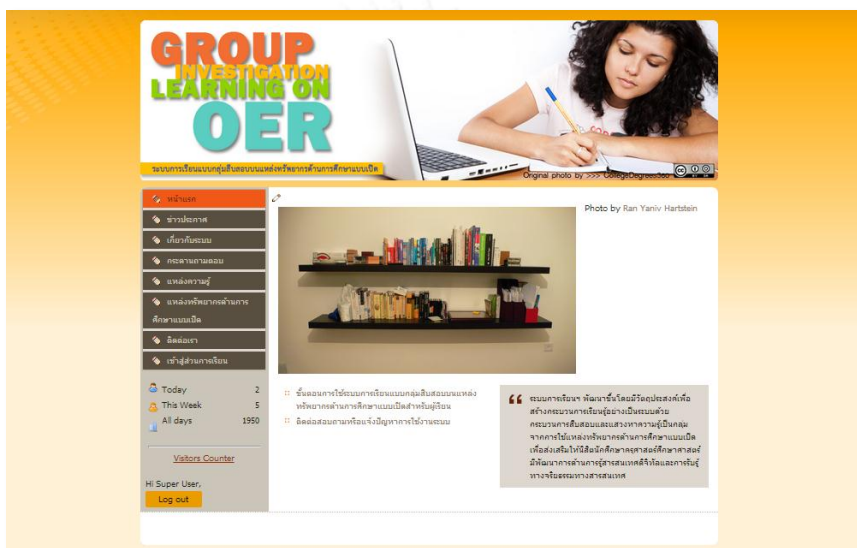 GROUP
INVESTIGATION
LEARNING ON
OER
ระบบการเรียนแบบกลุ่มสืบสอบบนแหล่งทรัพยากรด้านการศึกษาแบบเปิด
Original photo by >>> CollegeDegrees360
หน้าแรก
ข่าวประกาศ
เกี่ยวกับระบบ
กระดานถามตอบ
แหล่งความรู้
แหล่งทรัพยากรด้านการ
ศึกษาแบบเปิด
ติดต่อเรา
เข้าสู่ส่วนการเรียน
Today 2
This Week 5
All days 1950
Visitors Counter
Hi Super User,
Log out
Photo by Ran Yaniv Hartstein
ขั้นตอนการใช้ระบบการเรียนแบบกลุ่มสืบสอบบนแหล่ง
ทรัพยากรด้านการศึกษาแบบเปิดสำหรับผู้เรียน
ติดต่อสอบถามหรือแจ้งปัญหาการใช้งานระบบ
ระบบการเรียนฯ พัฒนาขึ้นโดยมีวัตถุประสงค์เพื่อ
สร้างกระบวนการเรียนรู้อย่างเป็นระบบด้วย
กระบวนการสืบสอบและแสวงหาความรู้เป็นกลุ่ม
จากการใช้แหล่งทรัพยากรด้านการศึกษาแบบเปิด
เพื่อส่งเสริมให้นิสิตนักศึกษาครุศาสตร์ศึกษาศาสตร์
มีพัฒนาการด้านการรู้สารสนเทศดิจิทัลและการรับรู้
ทางจริยธรรมทางสารสนเทศ